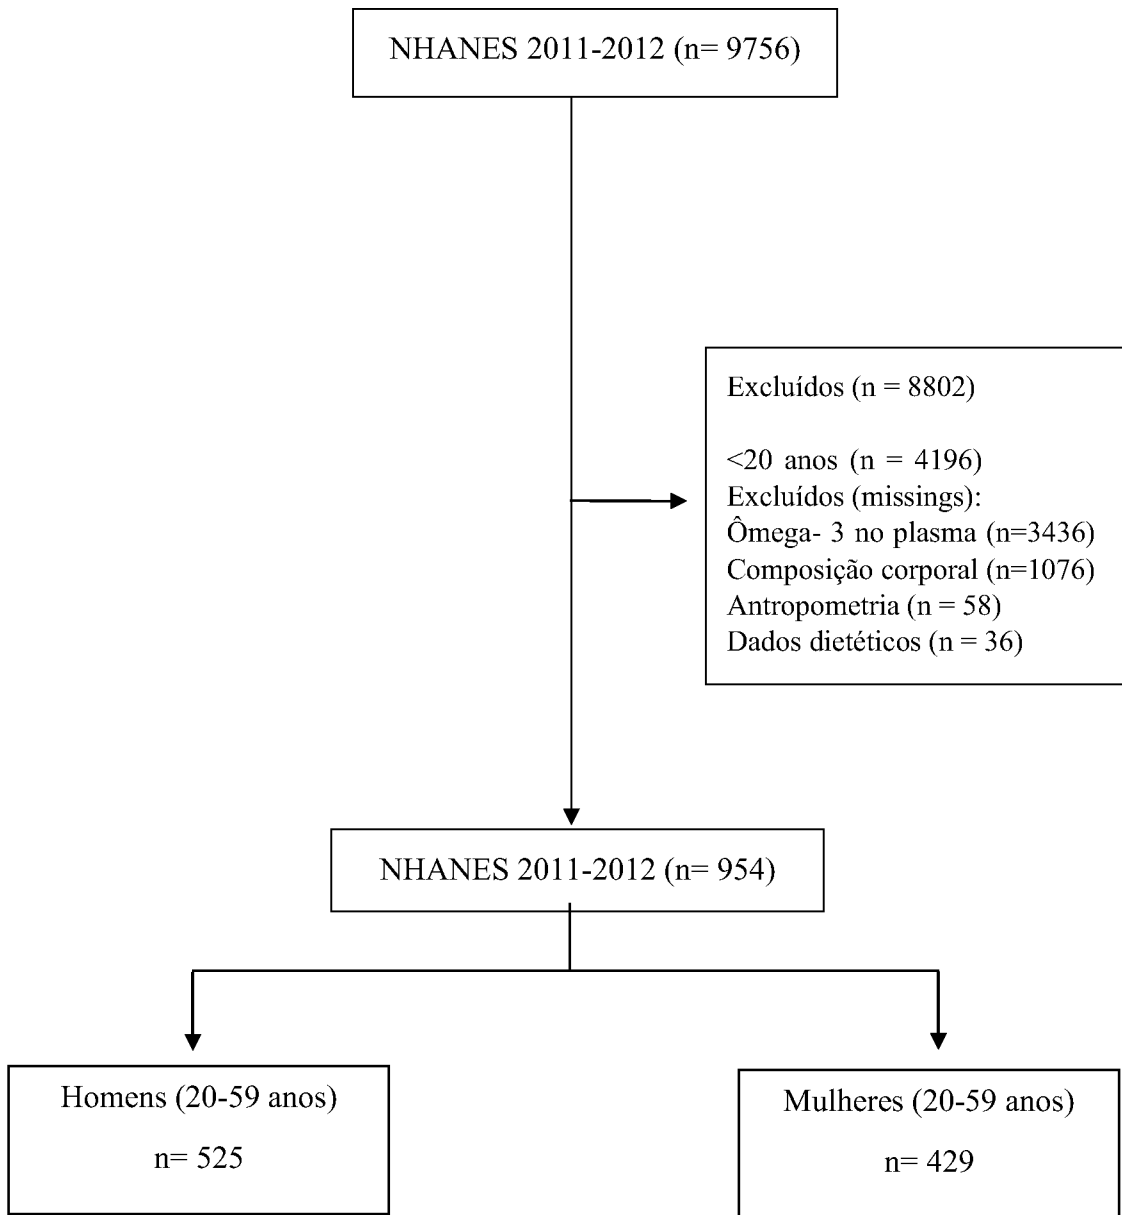 NHANES 2011-2012 (n= 9756)
Excluídos (n = 8802)
<20 anos (n = 4196)
Excluídos (missings):
Ômega- 3 no plasma (n=3436)
Composição corporal (n=1076)
Antropometria (n = 58)
Dados dietéticos (n = 36)
NHANES 2011-2012 (n= 954)
Homens (20-59 anos)
n= 525
Mulheres (20-59 anos)
n= 429